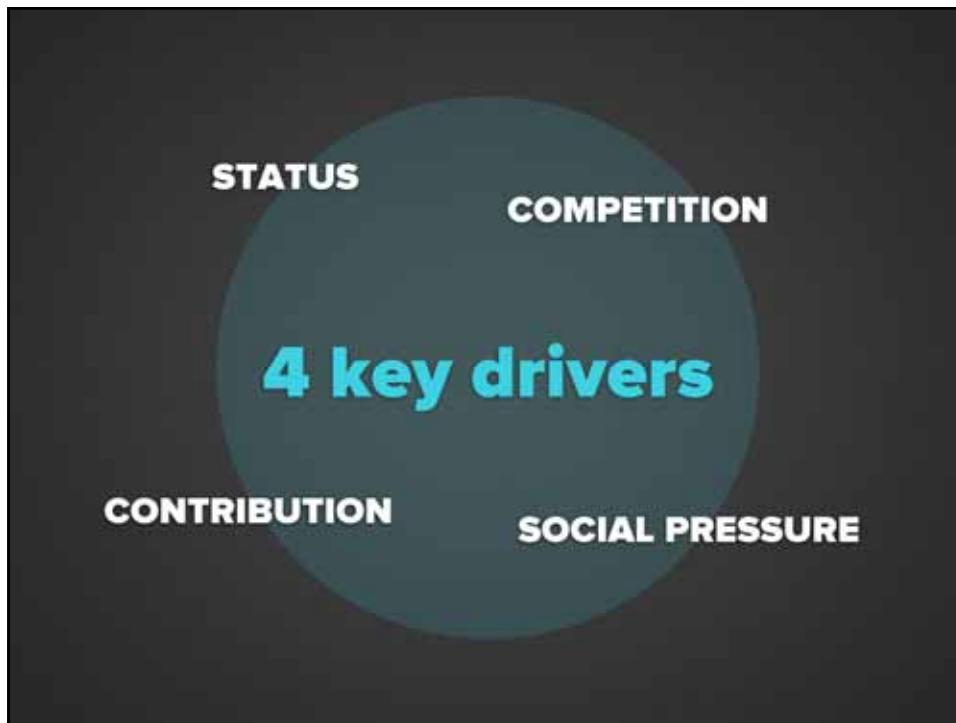 STATUS
COMPETITION
4 key drivers
CONTRIBUTION
SOCIAL PRESSURE